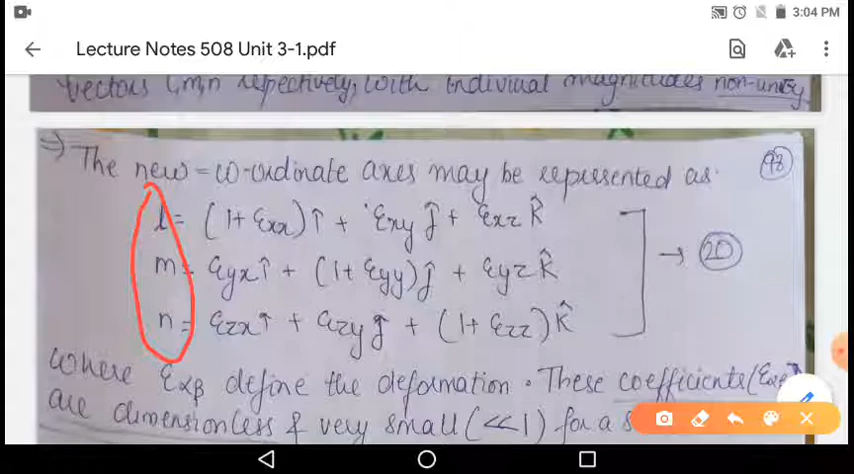 3:04 PM
Lecture Notes 508 Unit 3-1.pdf
vectors l,m,n repectively, with individual magnitudes non-unity
⇒ The new co-ordinate axes may be represented as (98)
l = (1+ εxx) î + εxy ĵ + εxz k̂
m = εyx î + (1+ εyy) ĵ + εyz k̂ → (20)
n = εzx î + εzy ĵ + (1+ εzz) k̂
where εαβ define the deformation. These coefficients (εαβ)
are dimensionless & very small (<<1) for a s